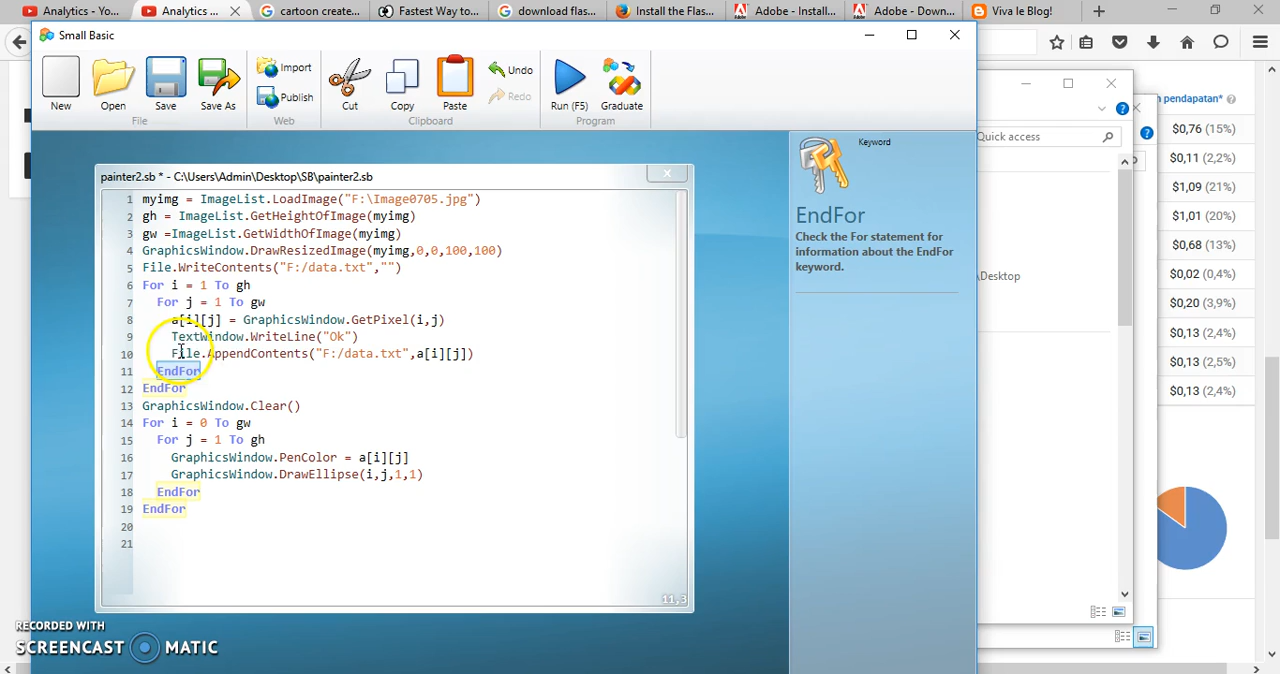 Analytics - Yo...
Analytics ...
cartoon create...
Fastest Way to...
download flas...
Install the Flas...
Adobe - Install...
Adobe - Down...
Viva le Blog!
Small Basic
New
Open
Save
Save As
Import
Publish
Cut
Copy
Paste
Undo
Redo
Run (F5)
Graduate
File
Web
Clipboard
Program
painter2.sb * - C:\Users\Admin\Desktop\SB\painter2.sb
1 myimg = ImageList.LoadImage("F:\Image0705.jpg")
2 gh = ImageList.GetHeightOfImage(myimg)
3 gw =ImageList.GetWidthOfImage(myimg)
4 GraphicsWindow.DrawResizedImage(myimg,0,0,100,100)
5 File.WriteContents("F:/data.txt","")
6 For i = 1 To gh
7 For j = 1 To gw
8 a[i][j] = GraphicsWindow.GetPixel(i,j)
9 TextWindow.WriteLine("Ok")
10 File.AppendContents("F:/data.txt",a[i][j])
11 EndFor
12 EndFor
13 GraphicsWindow.Clear()
14 For i = 0 To gw
15 For j = 1 To gh
16 GraphicsWindow.PenColor = a[i][j]
17 GraphicsWindow.DrawEllipse(i,j,1,1)
18 EndFor
19 EndFor
20
21
11,3
Keyword
EndFor
Check the For statement for
information about the EndFor
keyword.
Quick access
\Desktop
n pendapatan*
$0,76 (15%)
$0,11 (2,2%)
$1,09 (21%)
$1,01 (20%)
$0,68 (13%)
$0,02 (0,4%)
$0,20 (3,9%)
$0,13 (2,4%)
$0,13 (2,5%)
$0,13 (2,4%)
RECORDED WITH
SCREENCAST MATIC